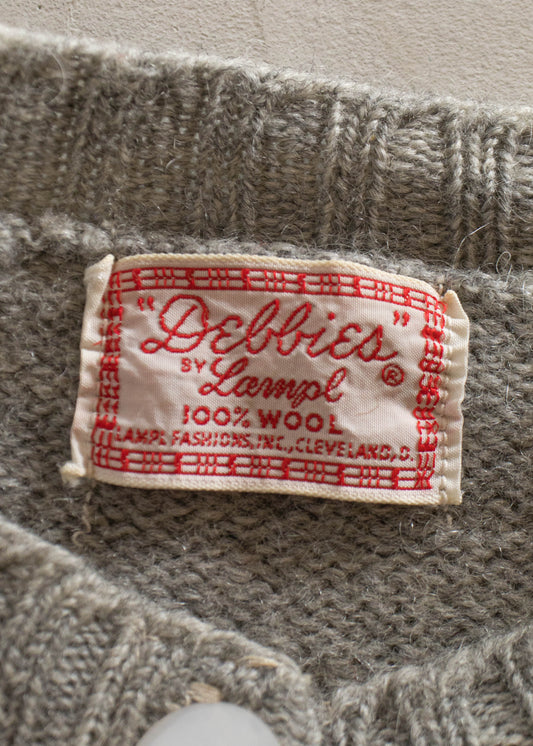 "Debbies"
BY Lampl ®
100% WOOL
LAMPL FASHIONS, INC., CLEVELAND, O.